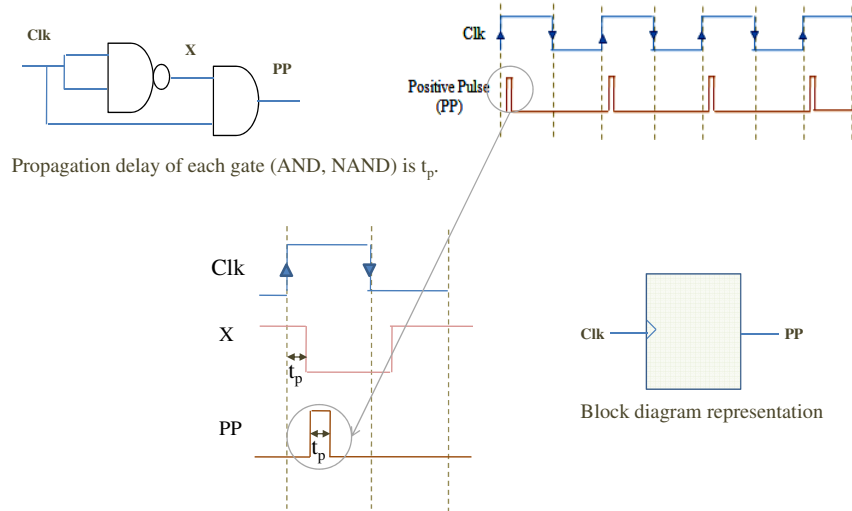 Clk
X
PP
Clk
Positive Pulse
(PP)
Propagation delay of each gate (AND, NAND) is tp.
Clk
X
tp
PP
tp
Clk
PP
Block diagram representation